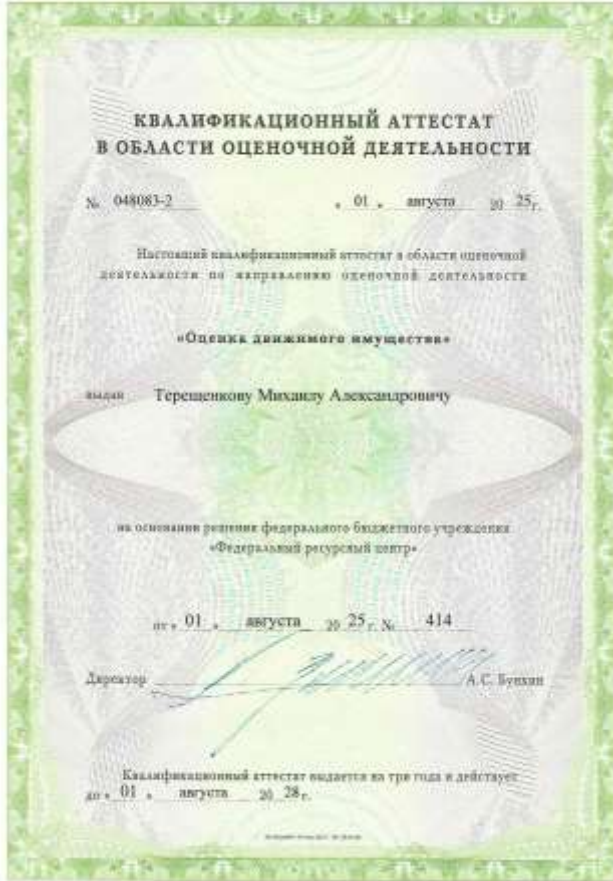 КВАЛИФИКАЦИОННЫЙ АТТЕСТАТ
В ОБЛАСТИ ОЦЕНОЧНОЙ ДЕЯТЕЛЬНОСТИ
№ 048083-2 « 01 » августа 20 25 г.
Настоящий квалификационный аттестат в области оценочной
деятельности по направлению оценочной деятельности
«Оценка движимого имущества»
выдан Терещенкову Михаилу Александровичу
на основании решения федерального бюджетного учреждения
«Федеральный ресурсный центр»
от « 01 » августа 20 25 г. № 414
Директор А.С. Бункин
Квалификационный аттестат выдается на три года и действует
до « 01 » августа 20 28 г.